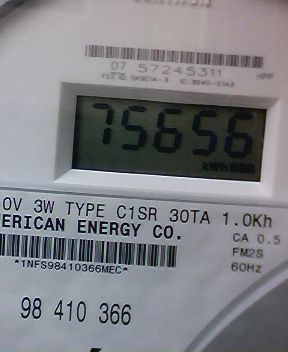 07 57245311
75656
kWh
0V 3W TYPE C1SR 30TA 1.0Kh
ERICAN ENERGY CO.
CA 0.5
FM2S
*1NFS98410366MEC*
60Hz
98 410 366